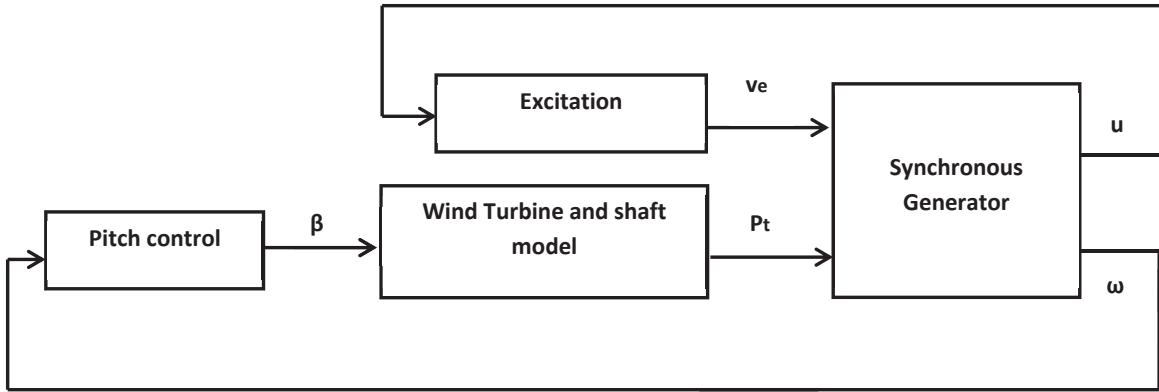 Excitation
ve
u
Synchronous
Generator
Wind Turbine and shaft
model
Pt
Pitch control
β
ω